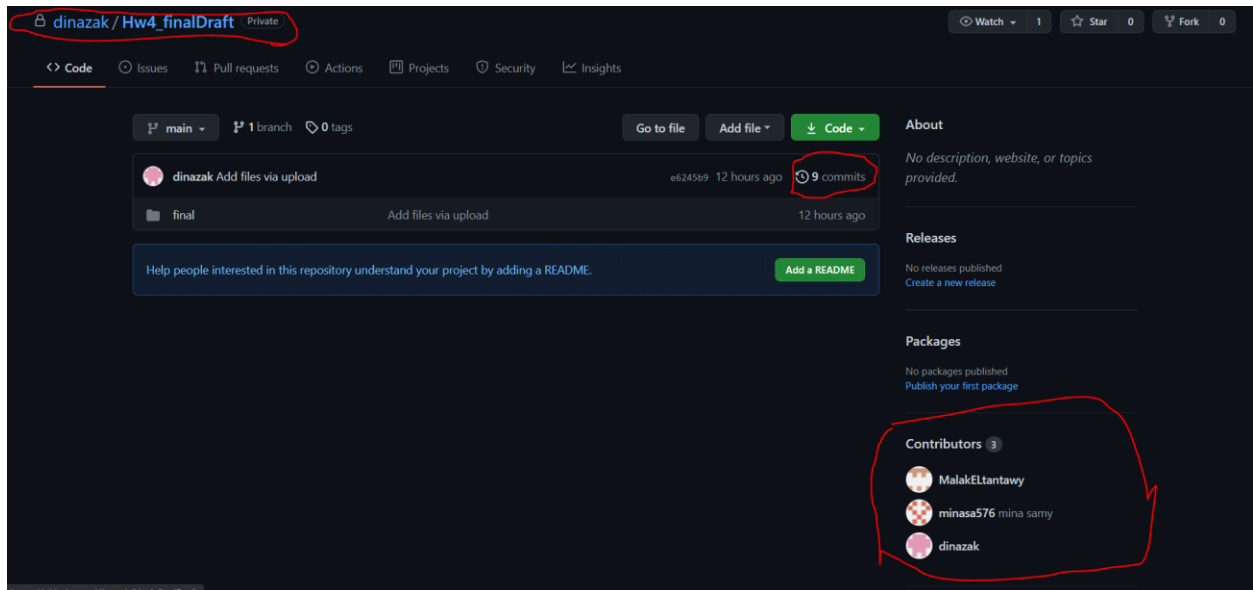 dinazak / Hw4_finalDraft Private
Watch 1 Star 0 Fork 0
Code Issues Pull requests Actions Projects Security Insights
main 1 branch 0 tags Go to file Add file Code
dinazak Add files via upload e6245b9 12 hours ago 9 commits
final Add files via upload 12 hours ago
Help people interested in this repository understand your project by adding a README. Add a README
About
No description, website, or topics
provided.
Releases
No releases published
Create a new release
Packages
No packages published
Publish your first package
Contributors 3
MalakELtantawy
minasa576 mina samy
dinazak